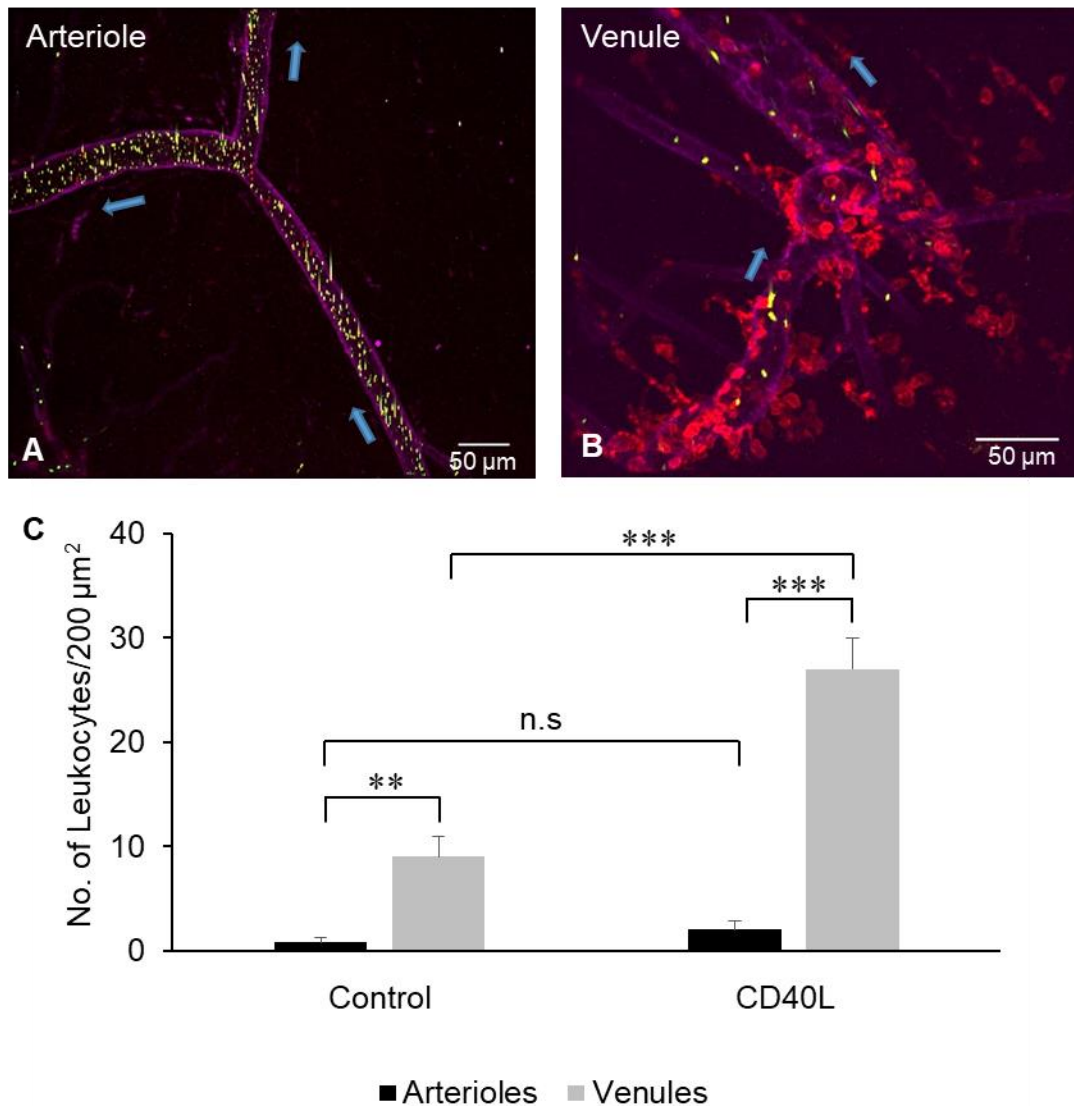 Arteriole
Venule
A
50 µm
B
50 µm
C
No. of Leukocytes/200 µm²
40
30
20
10
0
***
***
n.s
**
Control
CD40L
Arterioles
Venules